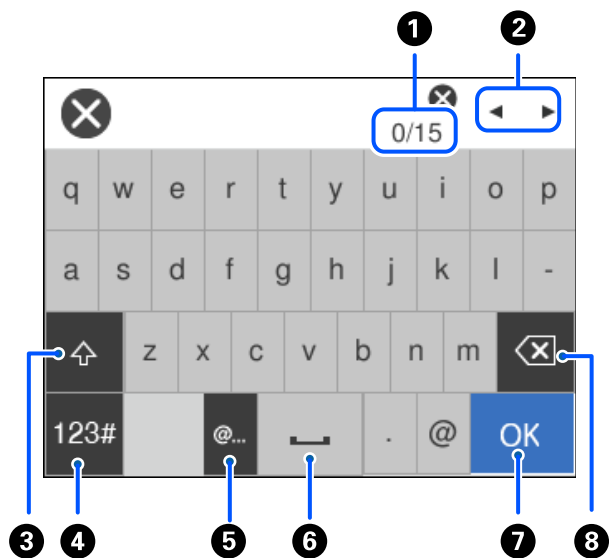 1 2
0/15
q w e r t y u i o p
a s d f g h j k l -
z x c v b n m
123# @... . @ OK
3 4 5 6 7 8